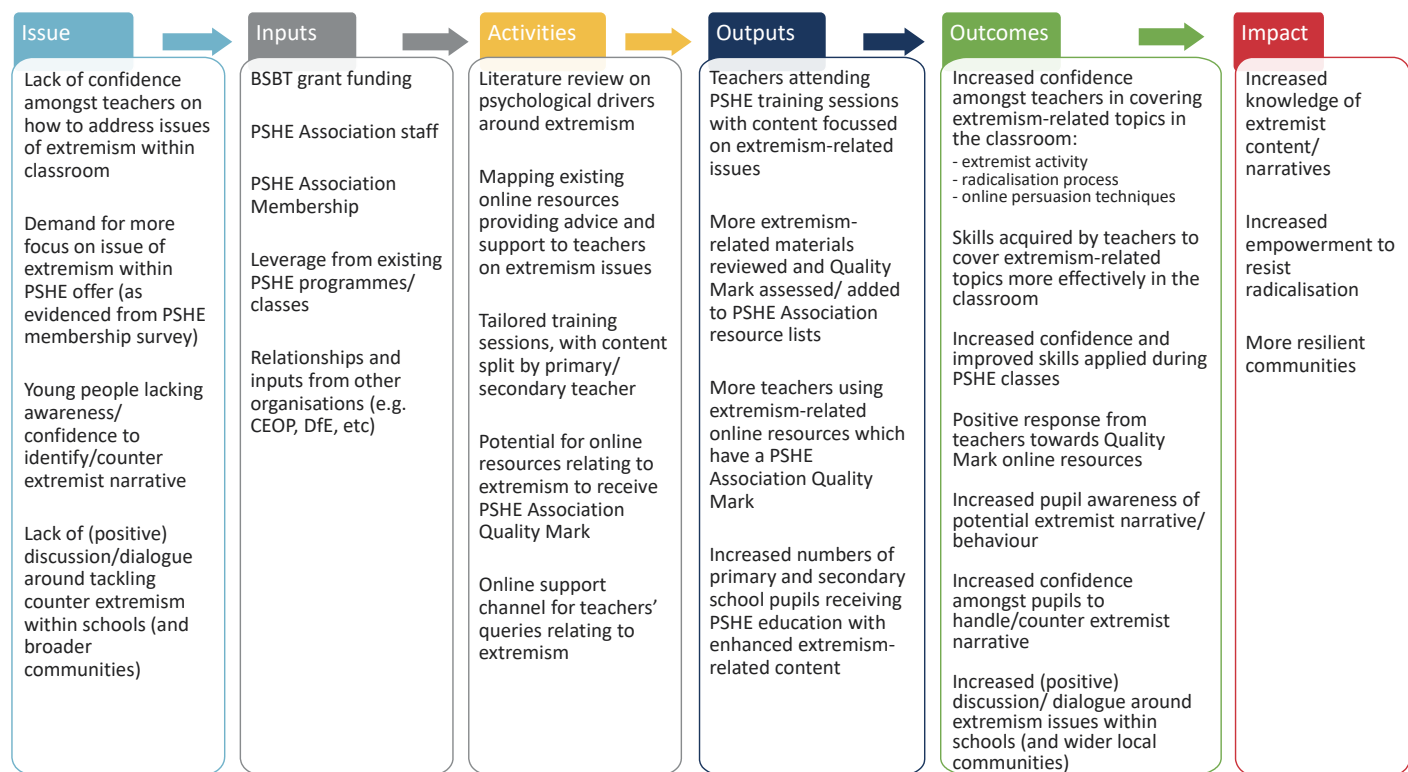 Issue
Inputs
Activities
Outputs
Outcomes
Impact
Lack of confidence
amongst teachers on
how to address issues
of extremism within
classroom
Demand for more
focus on issue of
extremism within
PSHE offer (as
evidenced from PSHE
membership survey)
Young people lacking
awareness/
confidence to
identify/counter
extremist narrative
Lack of (positive)
discussion/dialogue
around tackling
counter extremism
within schools (and
broader
communities)
BSBT grant funding
PSHE Association staff
PSHE Association
Membership
Leverage from existing
PSHE programmes/
classes
Relationships and
inputs from other
organisations (e.g.
CEOP, DfE, etc)
Literature review on
psychological drivers
around extremism
Mapping existing
online resources
providing advice and
support to teachers
on extremism issues
Tailored training
sessions, with content
split by primary/
secondary teacher
Potential for online
resources relating to
extremism to receive
PSHE Association
Quality Mark
Online support
channel for teachers’
queries relating to
extremism
Teachers attending
PSHE training sessions
with content focussed
on extremism-related
issues
More extremism-
related materials
reviewed and Quality
Mark assessed/ added
to PSHE Association
resource lists
More teachers using
extremism-related
online resources which
have a PSHE
Association Quality
Mark
Increased numbers of
primary and secondary
school pupils receiving
PSHE education with
enhanced extremism-
related content
Increased confidence
amongst teachers in covering
extremism-related topics in
the classroom:
- extremist activity
- radicalisation process
- online persuasion techniques
Skills acquired by teachers to
cover extremism-related
topics more effectively in the
classroom
Increased confidence and
improved skills applied during
PSHE classes
Positive response from
teachers towards Quality
Mark online resources
Increased pupil awareness of
potential extremist narrative/
behaviour
Increased confidence
amongst pupils to
handle/counter extremist
narrative
Increased (positive)
discussion/ dialogue around
extremism issues within
schools (and wider local
communities)
Increased
knowledge of
extremist
content/
narratives
Increased
empowerment to
resist
radicalisation
More resilient
communities